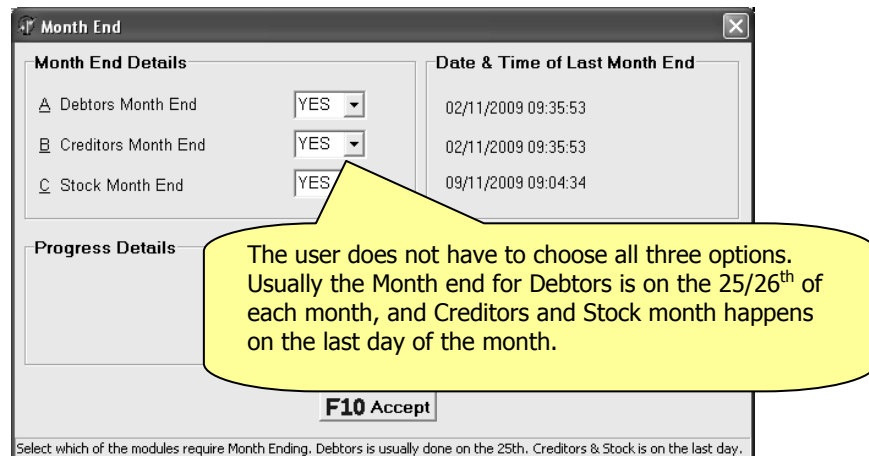 Month End
Month End Details
Date & Time of Last Month End
A Debtors Month End YES 02/11/2009 09:35:53
B Creditors Month End YES 02/11/2009 09:35:53
C Stock Month End YES 09/11/2009 09:04:34
Progress Details
The user does not have to choose all three options.
Usually the Month end for Debtors is on the 25/26th of
each month, and Creditors and Stock month happens
on the last day of the month.
F10 Accept
Select which of the modules require Month Ending. Debtors is usually done on the 25th. Creditors & Stock is on the last day.